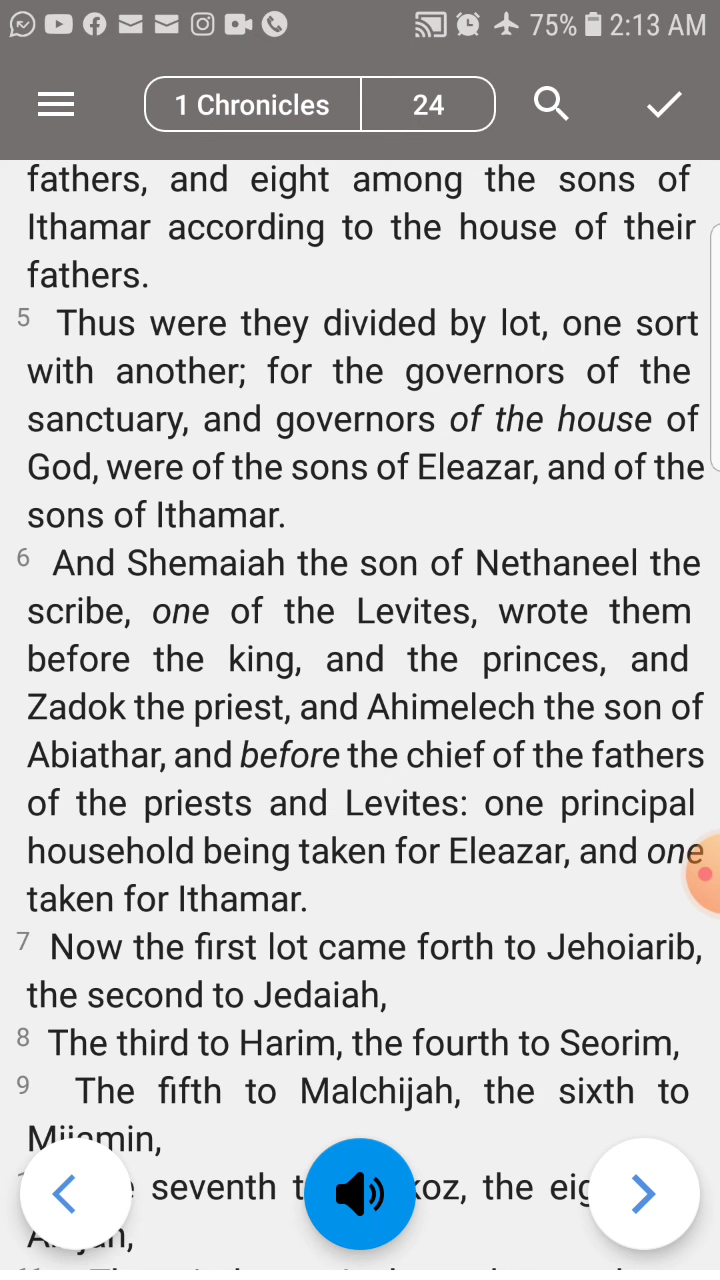 75% 2:13 AM
1 Chronicles 24
fathers, and eight among the sons of
Ithamar according to the house of their
fathers.
5 Thus were they divided by lot, one sort
with another; for the governors of the
sanctuary, and governors of the house of
God, were of the sons of Eleazar, and of the
sons of Ithamar.
6 And Shemaiah the son of Nethaneel the
scribe, one of the Levites, wrote them
before the king, and the princes, and
Zadok the priest, and Ahimelech the son of
Abiathar, and before the chief of the fathers
of the priests and Levites: one principal
household being taken for Eleazar, and one
taken for Ithamar.
7 Now the first lot came forth to Jehoiarib,
the second to Jedaiah,
8 The third to Harim, the fourth to Seorim,
9 The fifth to Malchijah, the sixth to
Mijamin,
seventh the